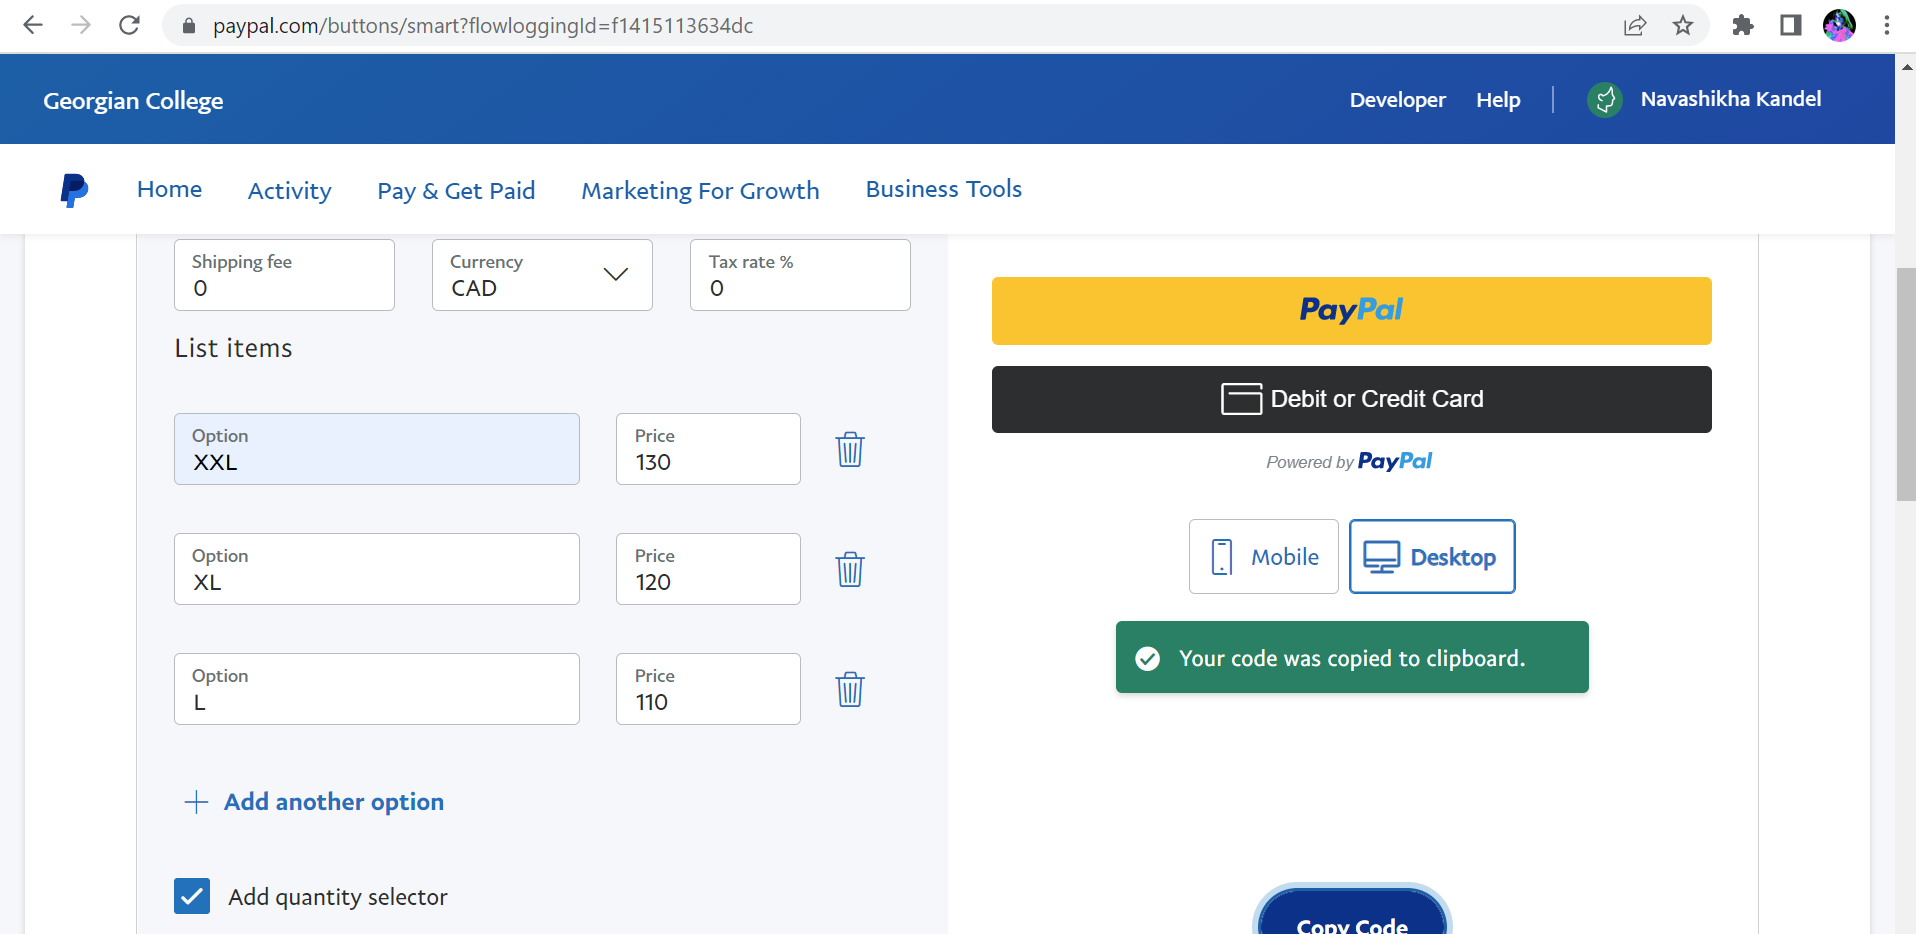 paypal.com/buttons/smart?flowloggingId=f1415113634dc
Georgian College
Developer
Help
Navashikha Kandel
Home
Activity
Pay & Get Paid
Marketing For Growth
Business Tools
Shipping fee
0
Currency
CAD
Tax rate %
0
List items
Option
XXL
Price
130
Option
XL
Price
120
Option
L
Price
110
Add another option
Add quantity selector
PayPal
Debit or Credit Card
Powered by PayPal
Mobile
Desktop
Your code was copied to clipboard.
Copy Code